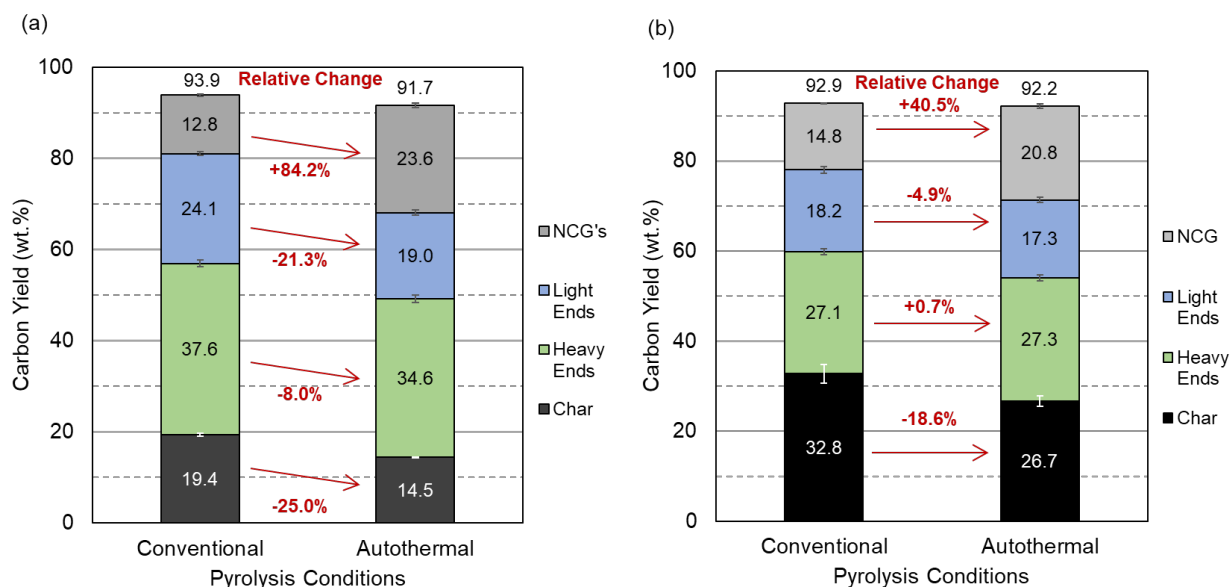 (a)
Carbon Yield (wt.%)
100
80
60
40
20
0
93.9
Relative Change
91.7
12.8
+84.2%
23.6
24.1
-21.3%
19.0
37.6
-8.0%
34.6
19.4
-25.0%
14.5
Conventional
Autothermal
Pyrolysis Conditions
NCG's
Light
Ends
Heavy
Ends
Char
(b)
Carbon Yield (wt.%)
100
80
60
40
20
0
92.9
Relative Change
92.2
+40.5%
14.8
20.8
-4.9%
18.2
17.3
+0.7%
27.1
27.3
-18.6%
32.8
26.7
Conventional
Autothermal
Pyrolysis Conditions
NCG
Light
Ends
Heavy
Ends
Char